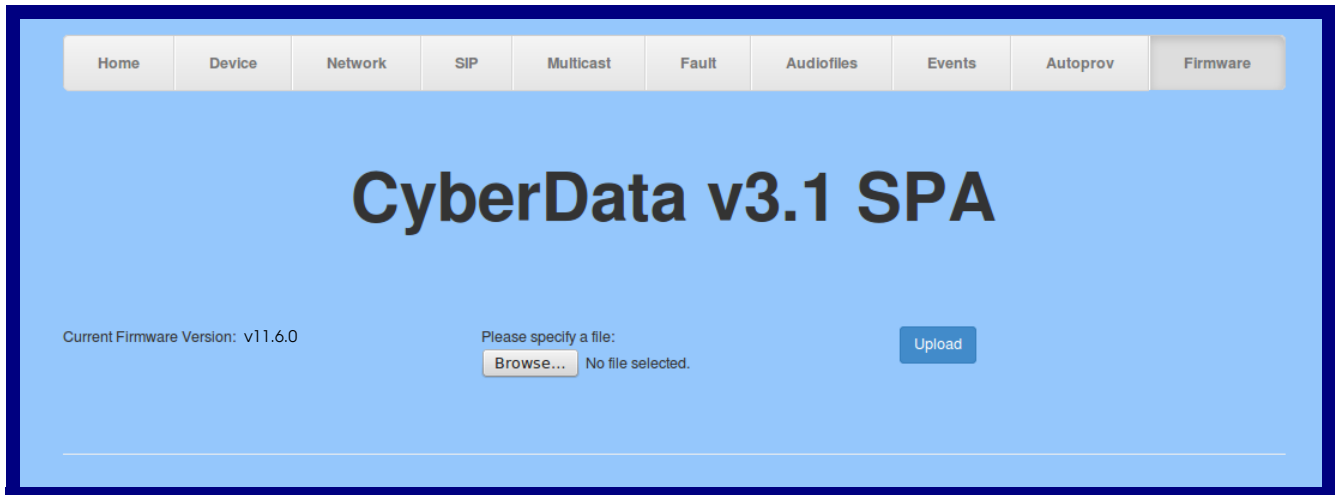 Home Device Network SIP Multicast Fault Audiofiles Events Autoprov Firmware
CyberData v3.1 SPA
Current Firmware Version: v11.6.0
Please specify a file:
Browse... No file selected.
Upload